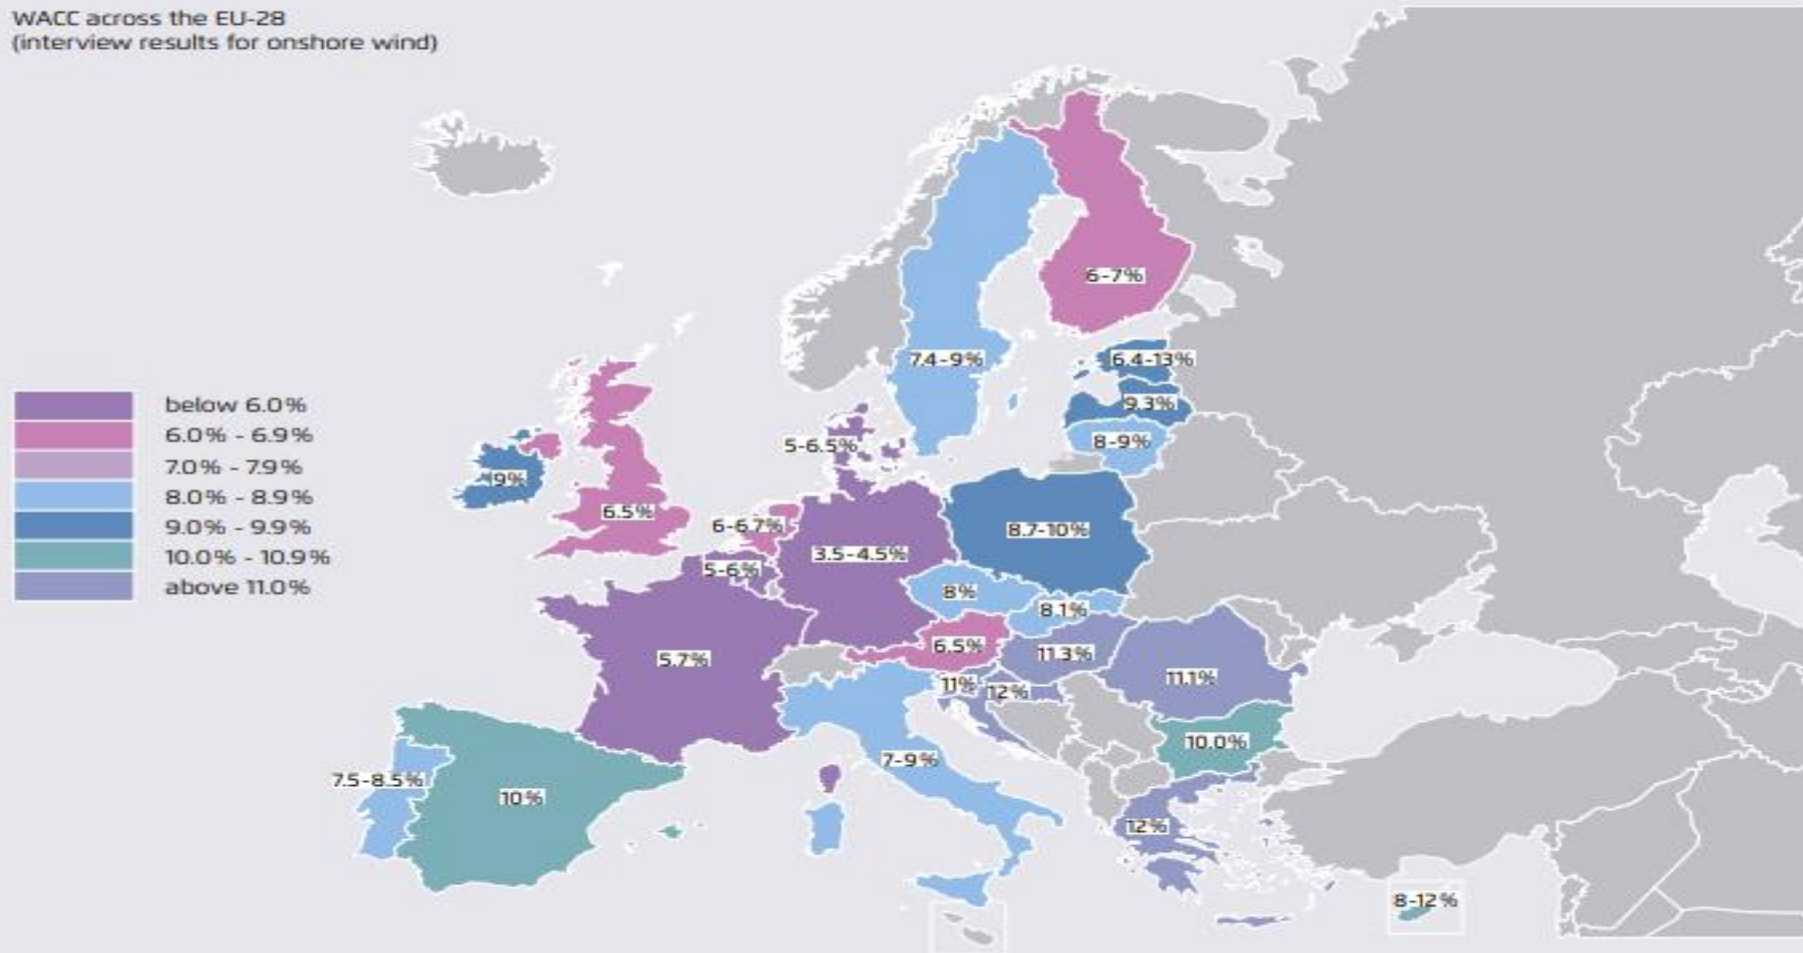 WACC across the EU-28
(interview results for onshore wind)
6-7%
7.4-9%
6.4-13%
9.3%
8-9%
5-6.5%
9%
6.5%
6-6.7%
3.5-4.5%
8.7-10%
5-6%
8%
8.1%
6.5%
11.3%
5.7%
11%
12%
11.1%
10.0%
7-9%
7.5-8.5%
10%
12%
8-12%
below 6.0%
6.0% - 6.9%
7.0% - 7.9%
8.0% - 8.9%
9.0% - 9.9%
10.0% - 10.9%
above 11.0%